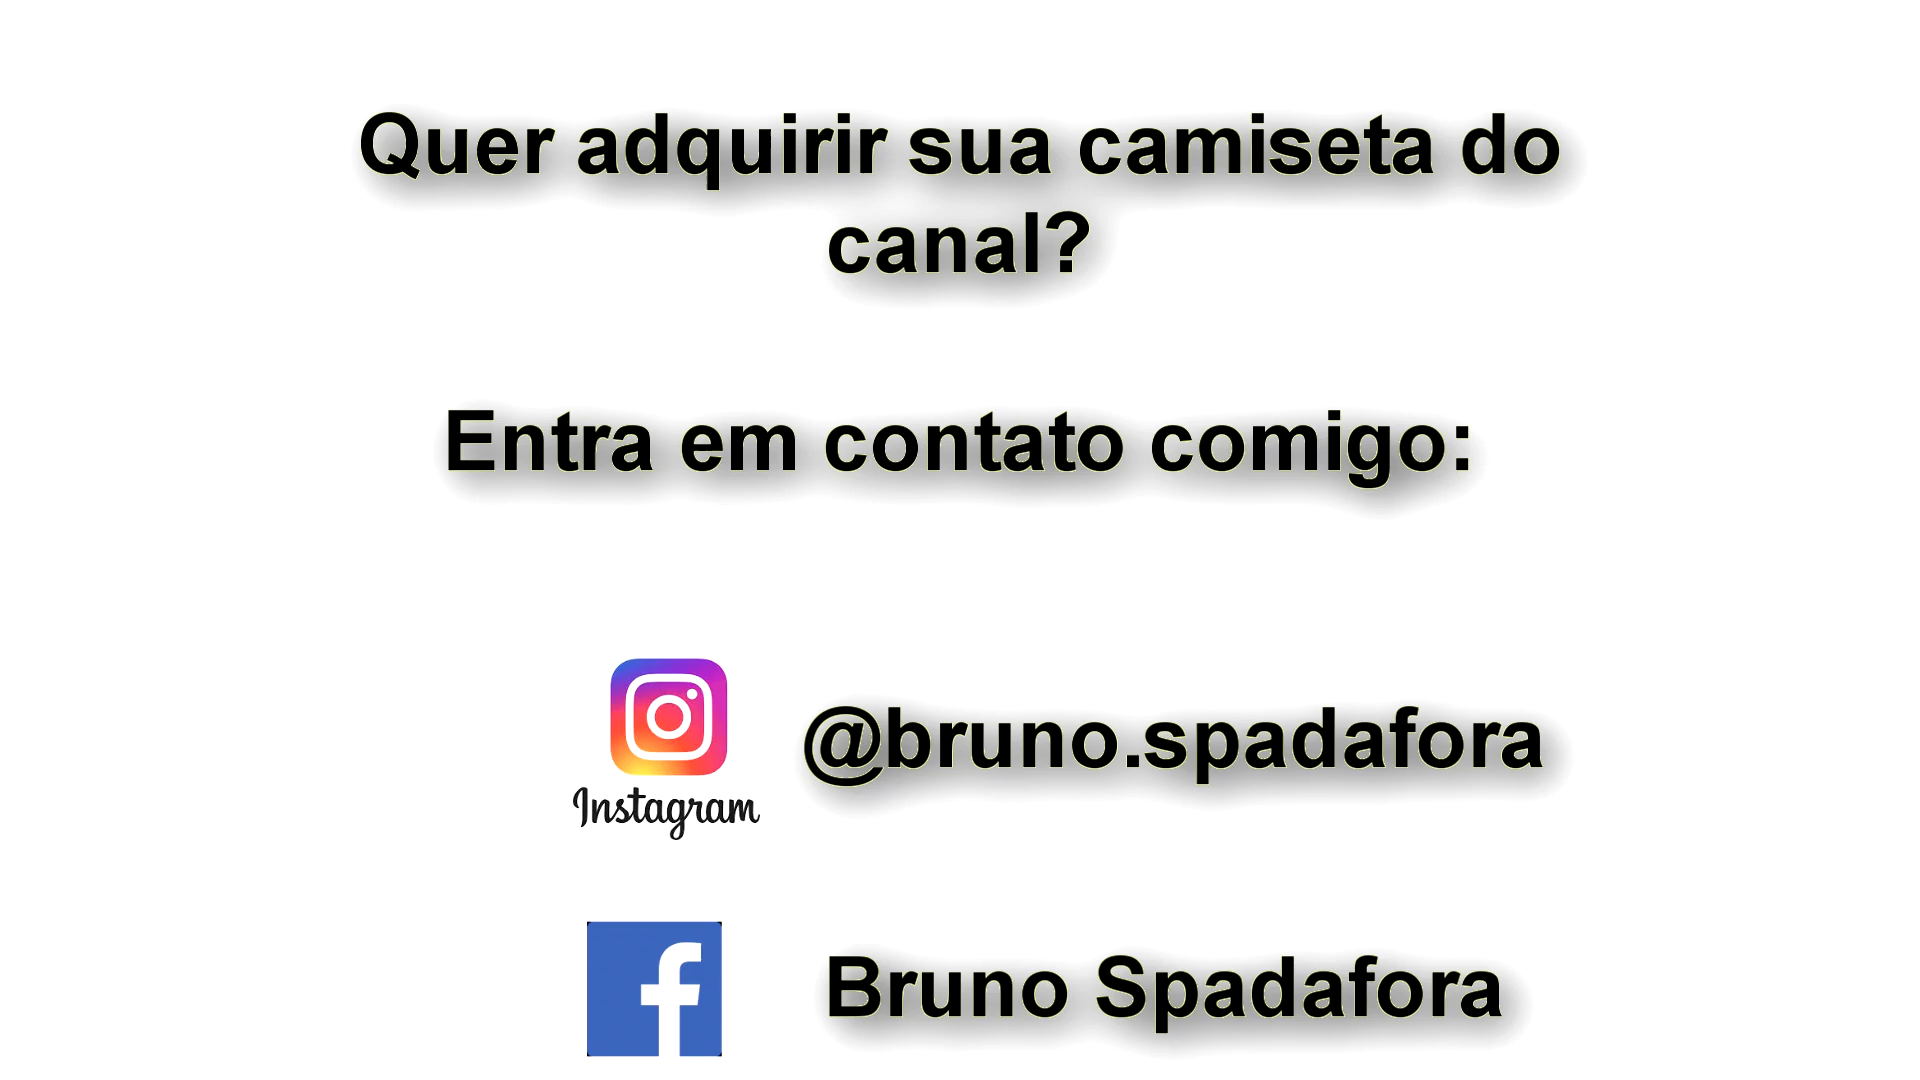 Quer adquirir sua camiseta do
canal?
Entra em contato comigo:
@bruno.spadafora
Instagram
Bruno Spadafora